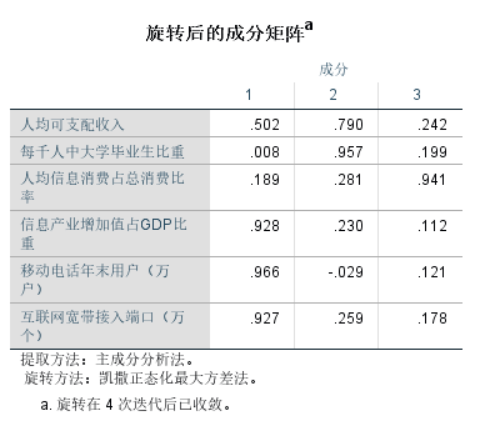 旋转后的成分矩阵a
成分
1 2 3
人均可支配收入 .502 .790 .242
每千人中大学毕业生比重 .008 .957 .199
人均信息消费占总消费比 .189 .281 .941
率
信息产业增加值占GDP比 .928 .230 .112
重
移动电话年末用户（万 .966 -.029 .121
户）
互联网宽带接入端口（万 .927 .259 .178
个）
提取方法：主成分分析法。
旋转方法：凯撒正态化最大方差法。
a. 旋转在 4 次迭代后已收敛。